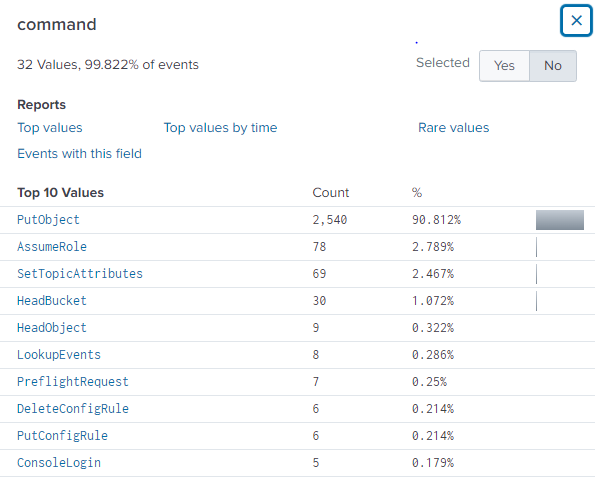 command
32 Values, 99.822% of events
Selected Yes No
Reports
Top values Top values by time Rare values
Events with this field
Top 10 Values Count %
PutObject 2,540 90.812%
AssumeRole 78 2.789%
SetTopicAttributes 69 2.467%
HeadBucket 30 1.072%
HeadObject 9 0.322%
LookupEvents 8 0.286%
PreflightRequest 7 0.25%
DeleteConfigRule 6 0.214%
PutConfigRule 6 0.214%
ConsoleLogin 5 0.179%